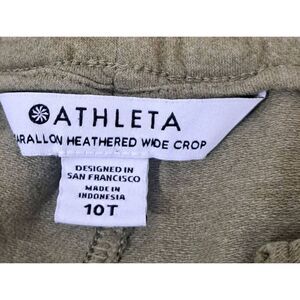 ATHLETA
ARALLON HEATHERED WIDE CROP
DESIGNED IN
SAN FRANCISCO
MADE IN
INDONESIA
10T